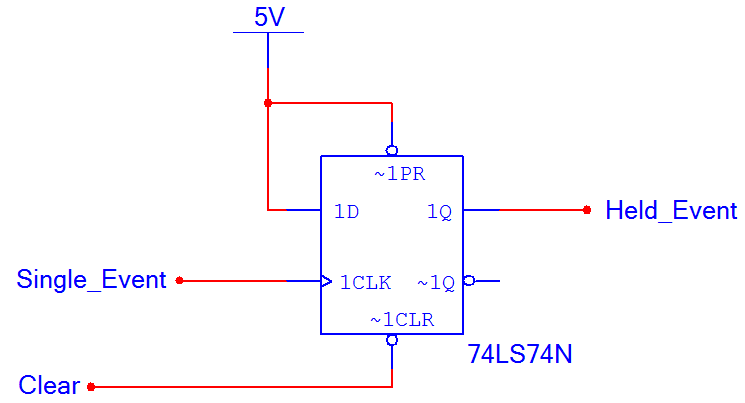 5V
~1PR
1D
1Q
Held_Event
Single_Event
1CLK
~1Q
~1CLR
74LS74N
Clear